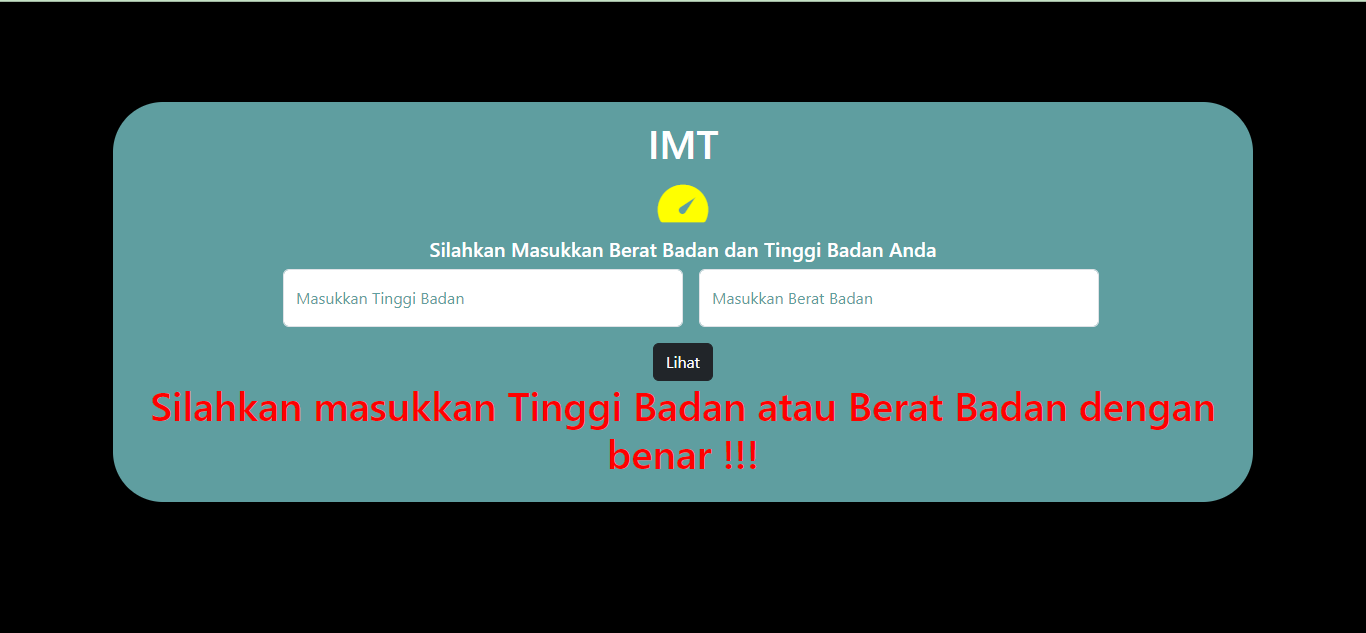 IMT
Silahkan Masukkan Berat Badan dan Tinggi Badan Anda
Masukkan Tinggi Badan
Masukkan Berat Badan
Lihat
Silahkan masukkan Tinggi Badan atau Berat Badan dengan
benar !!!